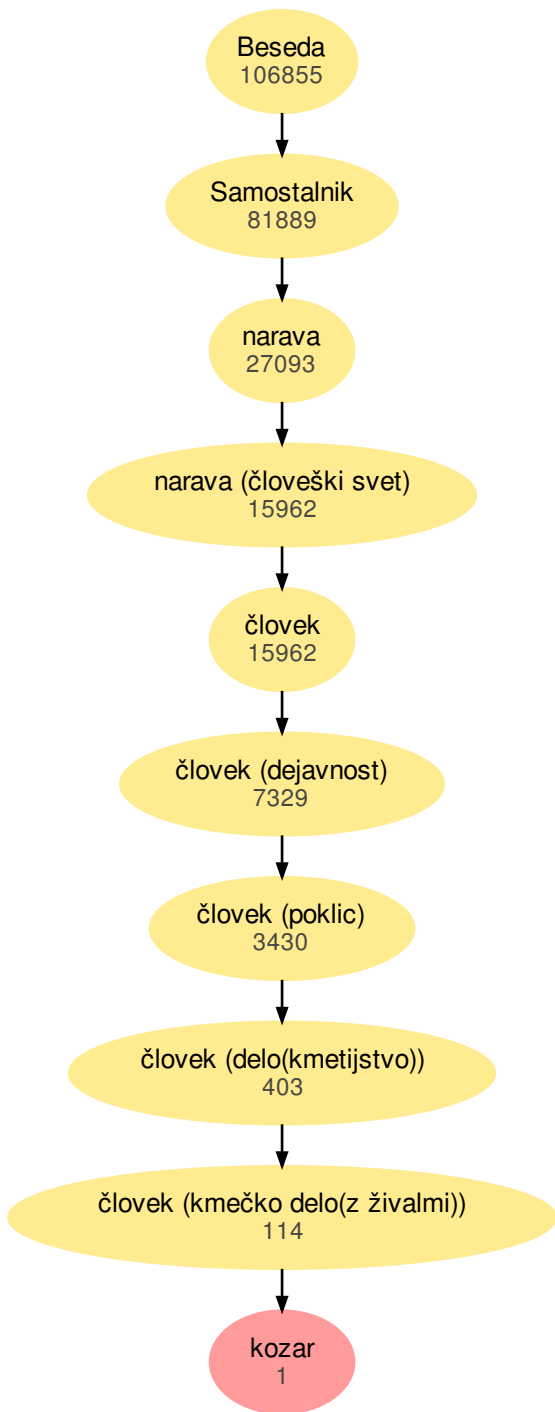 Beseda
106855
Samostalnik
81889
narava
27093
narava (človeški svet)
15962
človek
15962
človek (dejavnost)
7329
človek (poklic)
3430
človek (delo(kmetijstvo))
403
človek (kmečko delo(z živalmi))
114
kozar
1